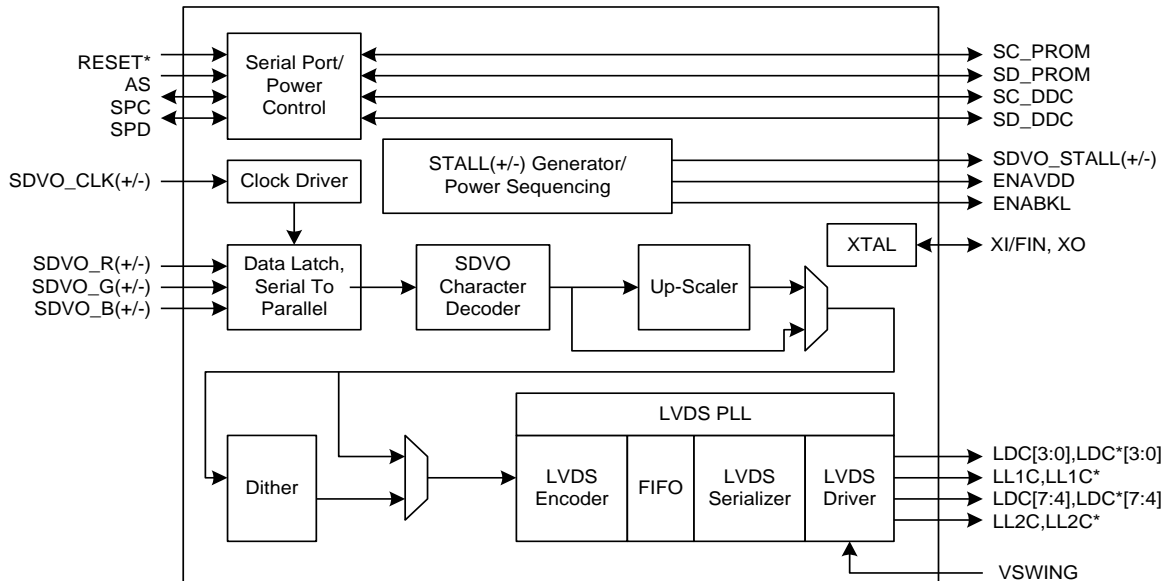 RESET*
AS
SPC
SPD
Serial Port/
Power
Control
SC_PROM
SD_PROM
SC_DDC
SD_DDC
STALL(+/-) Generator/
Power Sequencing
SDVO_STALL(+/-)
ENAVDD
ENABKL
SDVO_CLK(+/-)
Clock Driver
XTAL
XI/FIN, XO
SDVO_R(+/-)
SDVO_G(+/-)
SDVO_B(+/-)
Data Latch,
Serial To
Parallel
SDVO
Character
Decoder
Up-Scaler
LVDS PLL
Dither
LVDS
Encoder
FIFO
LVDS
Serializer
LVDS
Driver
LDC[3:0],LDC*[3:0]
LL1C,LL1C*
LDC[7:4],LDC*[7:4]
LL2C,LL2C*
VSWING